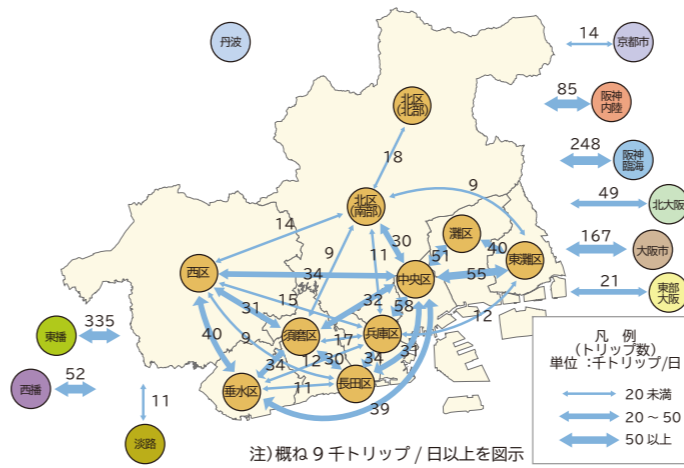 丹波
14
京都市
北区
(北部)
85
阪神
内陸
18
248
阪神
臨海
9
北区
(南部)
49
北大阪
14
灘区
9
30
11
51
40
東灘区
167
大阪市
西区
34
中央区
55
21
東部
大阪
15
32
58
31
12
東播
335
40
9
須磨区
17
兵庫区
34
12
30
34
31
西播
52
垂水区
11
長田区
39
11
淡路
凡 例
(トリップ数)
単位 :千トリップ/日
20 未満
20 ~ 50
50 以上
注)概ね 9 千トリップ / 日以上を図示